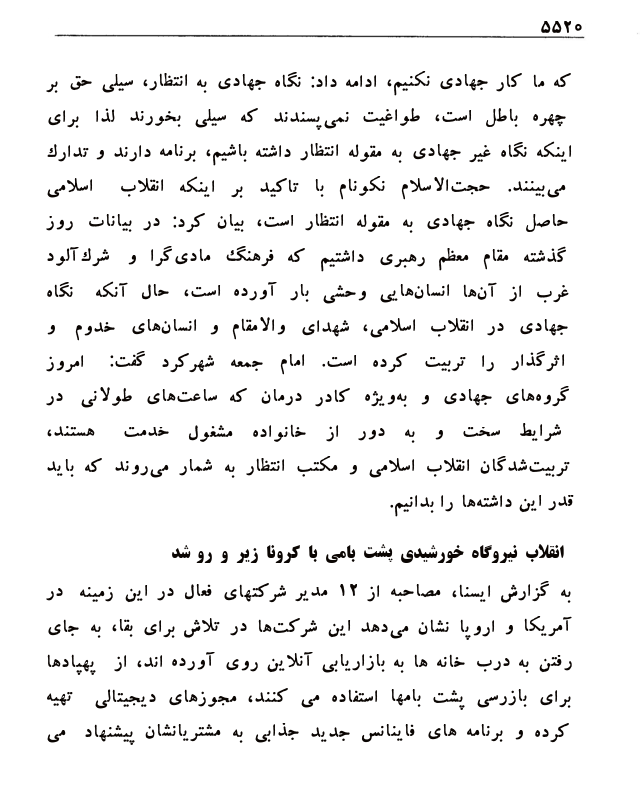 ۵۵۲۰
که ما کار جهادی نکنیم، ادامه داد: نگاه جهادی به انتظار، سیلی حق بر
چهره باطل است، طواغیت نمی‌پسندند که سیلی بخورند لذا برای
اینکه نگاه غیر جهادی به مقوله انتظار داشته باشیم، برنامه دارند و تدارک
می‌بینند. حجت‌الاسلام نکونام با تاکید بر اینکه انقلاب اسلامی
حاصل نگاه جهادی به مقوله انتظار است، بیان کرد: در بیانات روز
گذشته مقام معظم رهبری داشتیم که فرهنگ مادی‌گرا و شرک‌آلود
غرب از آن‌ها انسان‌هایی وحشی بار آورده است، حال آنکه نگاه
جهادی در انقلاب اسلامی، شهدای والامقام و انسان‌های خدوم و
اثرگذار را تربیت کرده است. امام جمعه شهرکرد گفت: امروز
گروه‌های جهادی و به‌ویژه کادر درمان که ساعت‌های طولانی در
شرایط سخت و به دور از خانواده مشغول خدمت هستند،
تربیت‌شدگان انقلاب اسلامی و مکتب انتظار به شمار می‌روند که باید
قدر این داشته‌ها را بدانیم.
انقلاب نیروگاه خورشیدی پشت بامی با کرونا زیر و رو شد
به گزارش ایسنا، مصاحبه از ۱۲ مدیر شرکتهای فعال در این زمینه در
آمریکا و اروپا نشان می‌دهد این شرکت‌ها در تلاش برای بقا، به جای
رفتن به درب خانه ها به بازاریابی آنلاین روی آورده اند، از پهپادها
برای بازرسی پشت بامها استفاده می کنند، مجوزهای دیجیتالی تهیه
کرده و برنامه های فاینانس جدید جذابی به مشتریانشان پیشنهاد می